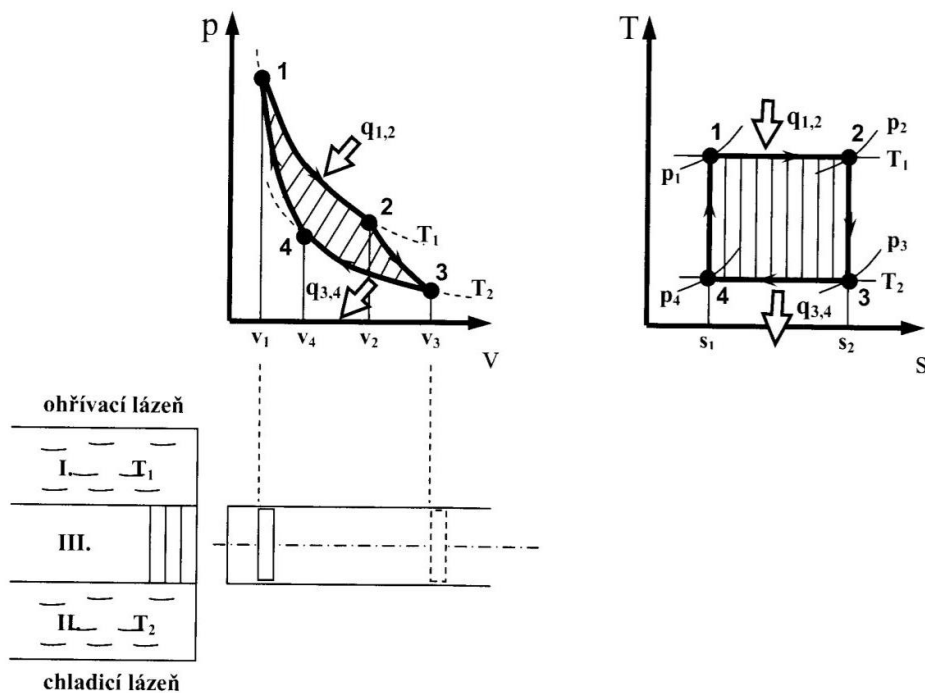 p
1
q1,2
2
4
T1
3
T2
q3,4
v1 v4 v2 v3
v
T
1
q1,2
2
p2
T1
p1
p3
T2
p4
4
q3,4
3
s1 s2
s
ohřívací lázeň
I. T1
III.
II. T2
chladicí lázeň